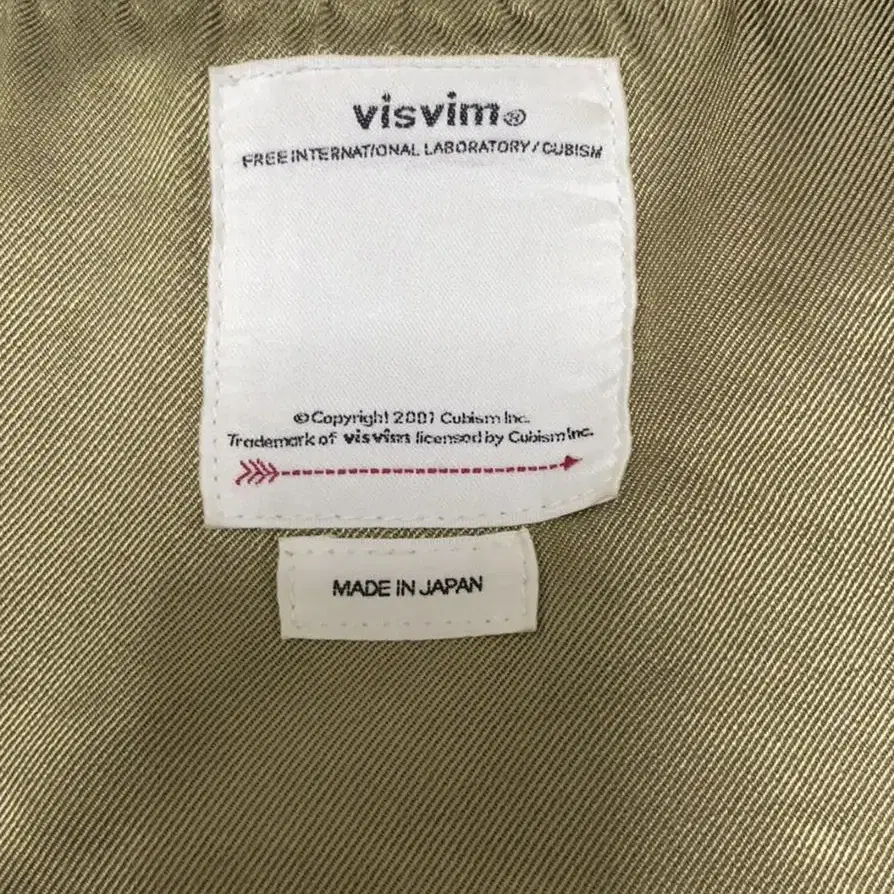 visvim®
FREE INTERNATIONAL LABORATORY / CUBISM
©Copyright 2001 Cubism Inc.
Trademark of visvim licensed by Cubism Inc.
MADE IN JAPAN